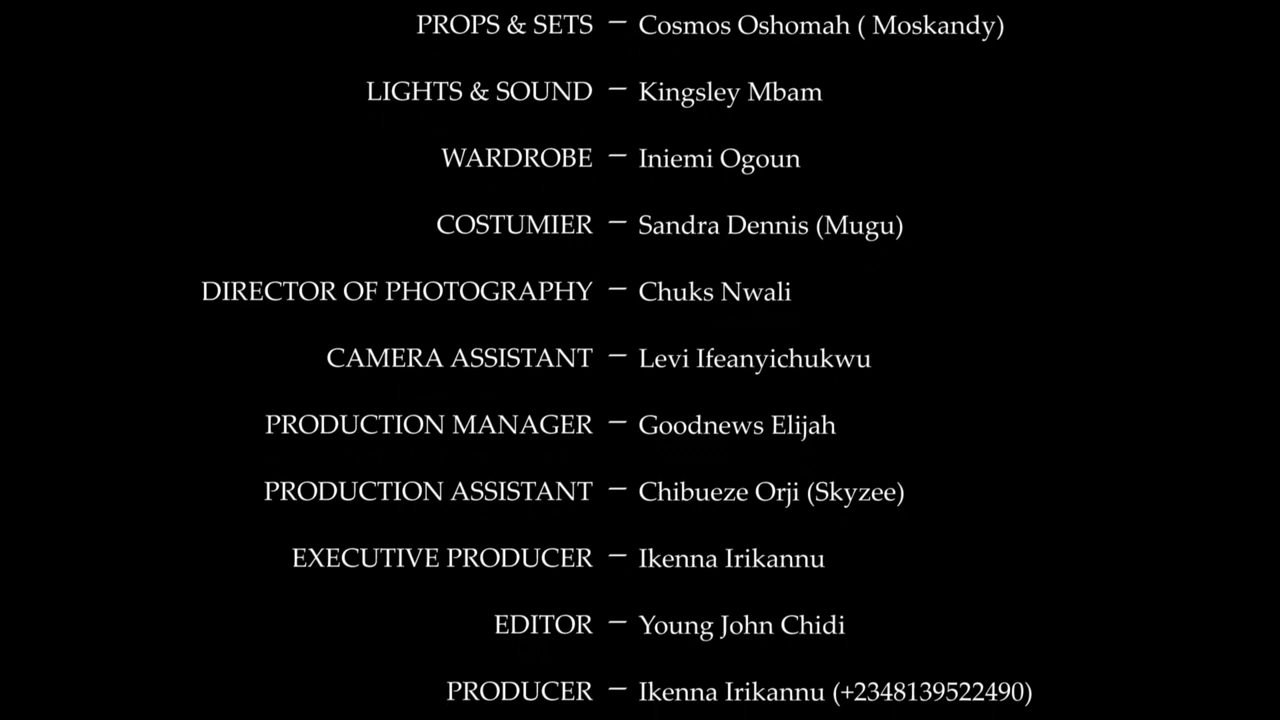 PROPS & SETS – Cosmos Oshomah ( Moskandy)
LIGHTS & SOUND – Kingsley Mbam
WARDROBE – Iniemi Ogoun
COSTUMIER – Sandra Dennis (Mugu)
DIRECTOR OF PHOTOGRAPHY – Chuks Nwali
CAMERA ASSISTANT – Levi Ifeanyichukwu
PRODUCTION MANAGER – Goodnews Elijah
PRODUCTION ASSISTANT – Chibueze Orji (Skyzee)
EXECUTIVE PRODUCER – Ikenna Irikannu
EDITOR – Young John Chidi
PRODUCER – Ikenna Irikannu (+2348139522490)